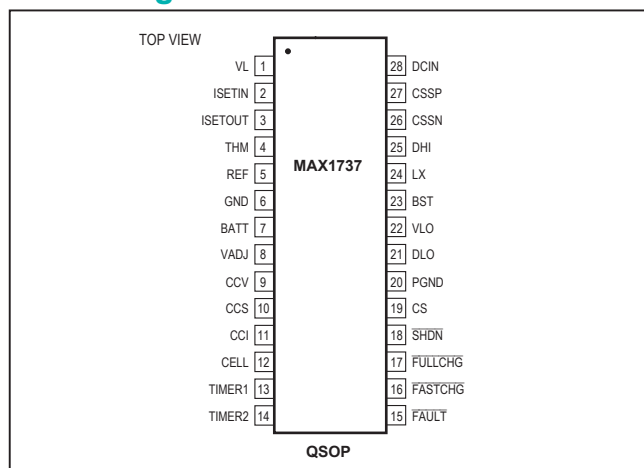 TOP VIEW
VL 1
ISETIN 2
ISETOUT 3
THM 4
REF 5
GND 6
BATT 7
VADJ 8
CCV 9
CCS 10
CCI 11
CELL 12
TIMER1 13
TIMER2 14
MAX1737
28 DCIN
27 CSSP
26 CSSN
25 DHI
24 LX
23 BST
22 VLO
21 DLO
20 PGND
19 CS
18 SHDN
17 FULLCHG
16 FASTCHG
15 FAULT
QSOP